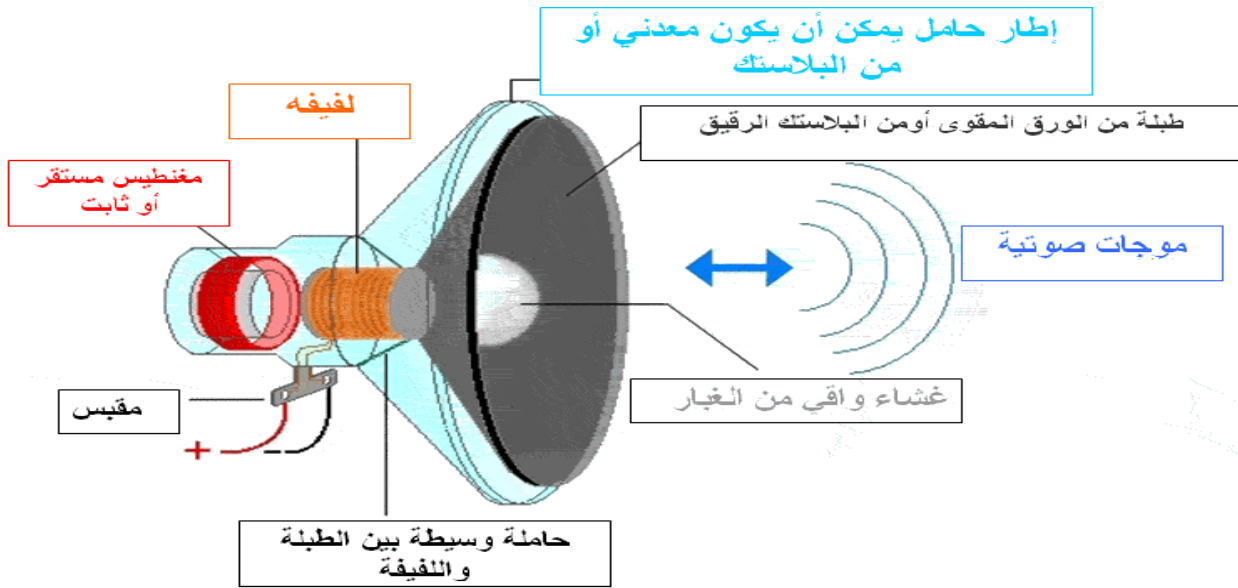 إطار حامل يمكن أن يكون معدني أو
من البلاستك
لفيفه
طبلة من الورق المقوى أومن البلاستك الرقيق
مغنطيس مستقر
أو ثابت
موجات صوتية
غشاء واقي من الغبار
مقبس
+
−
حاملة وسيطة بين الطبلة
واللفيفة